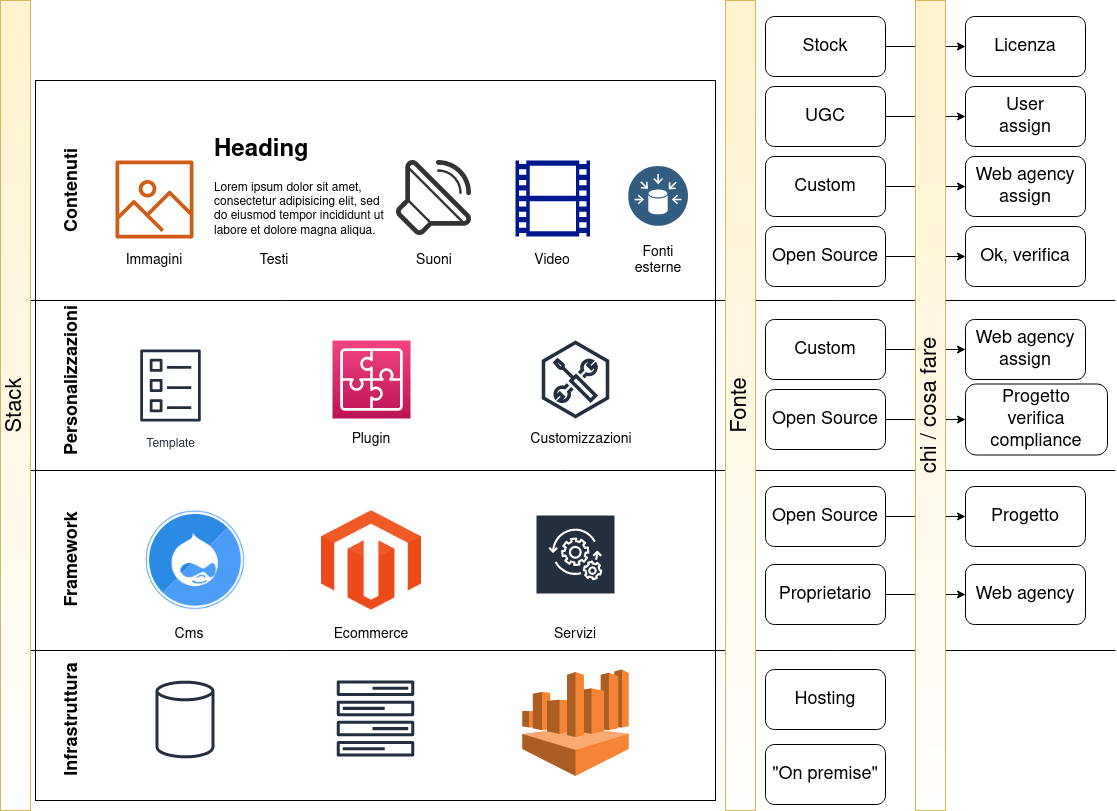 Stack
Contenuti
Heading
Lorem ipsum dolor sit amet,
consectetur adipisicing elit, sed
do eiusmod tempor incididunt ut
labore et dolore magna aliqua.
Immagini
Testi
Suoni
Video
Fonti
esterne
Personalizzazioni
Template
Plugin
Customizzazioni
Framework
Cms
Ecommerce
Servizi
Infrastruttura
Fonte
chi / cosa fare
Stock
Licenza
UGC
User
assign
Custom
Web agency
assign
Open Source
Ok, verifica
Custom
Web agency
assign
Open Source
Progetto
verifica
compliance
Open Source
Progetto
Proprietario
Web agency
Hosting
"On premise"